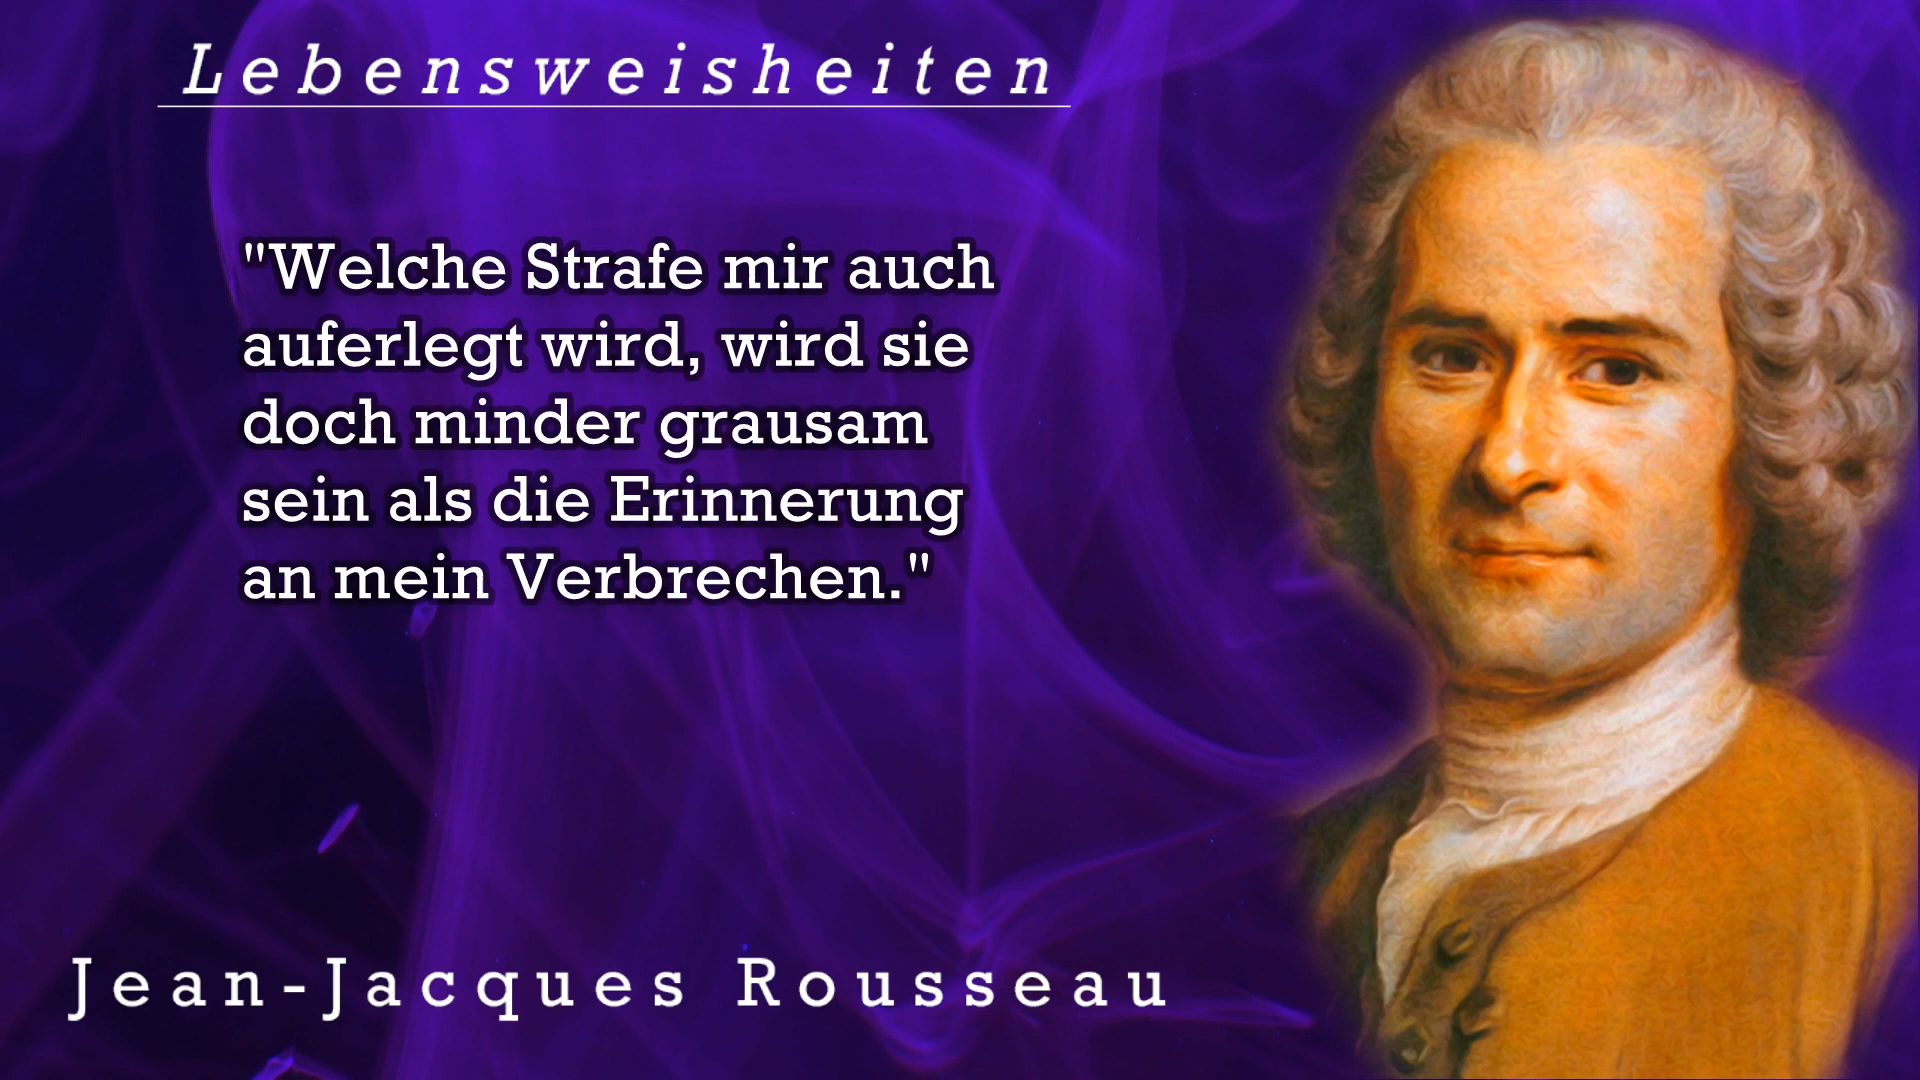 Lebensweisheiten
"Welche Strafe mir auch
auferlegt wird, wird sie
doch minder grausam
sein als die Erinnerung
an mein Verbrechen."
Jean-Jacques Rousseau